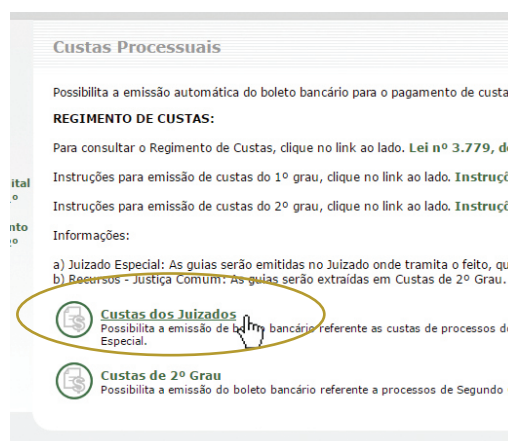 Custas Processuais
Possibilita a emissão automática do boleto bancário para o pagamento de custa
REGIMENTO DE CUSTAS:
Para consultar o Regimento de Custas, clique no link ao lado. Lei nº 3.779, d
Instruções para emissão de custas do 1º grau, clique no link ao lado. Instruçõ
ital
º
Instruções para emissão de custas do 2º grau, clique no link ao lado. Instruçõ
nto
º
Informações:
a) Juizado Especial: As guias serão emitidas no Juizado onde tramita o feito, qu
b) Recursos - Justiça Comum: As guias serão extraídas em Custas de 2º Grau.
Custas dos Juizados
Possibilita a emissão de bancário referente as custas de processos d
Especial.
Custas de 2º Grau
Possibilita a emissão do boleto bancário referente a processos de Segundo